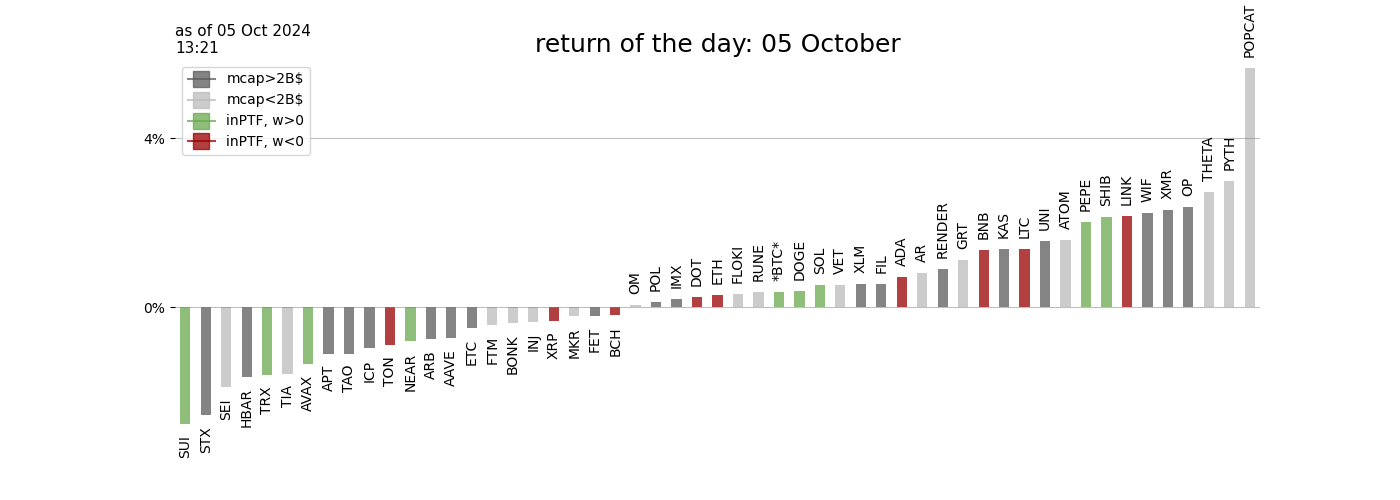 as of 05 Oct 2024
13:21
return of the day: 05 October
mcap>2B$
mcap<2B$
inPTF, w>0
inPTF, w<0
4%
0%
SUI
STX
SEI
HBAR
TRX
TIA
AVAX
APT
TAO
ICP
TON
NEAR
ARB
AAVE
ETC
FTM
BONK
INJ
XRP
MKR
FET
BCH
OM
POL
IMX
DOT
ETH
FLOKI
RUNE
*BTC*
DOGE
SOL
VET
XLM
FIL
ADA
AR
RENDER
GRT
BNB
KAS
LTC
UNI
ATOM
PEPE
SHIB
LINK
WIF
XMR
OP
THETA
PYTH
POPCAT